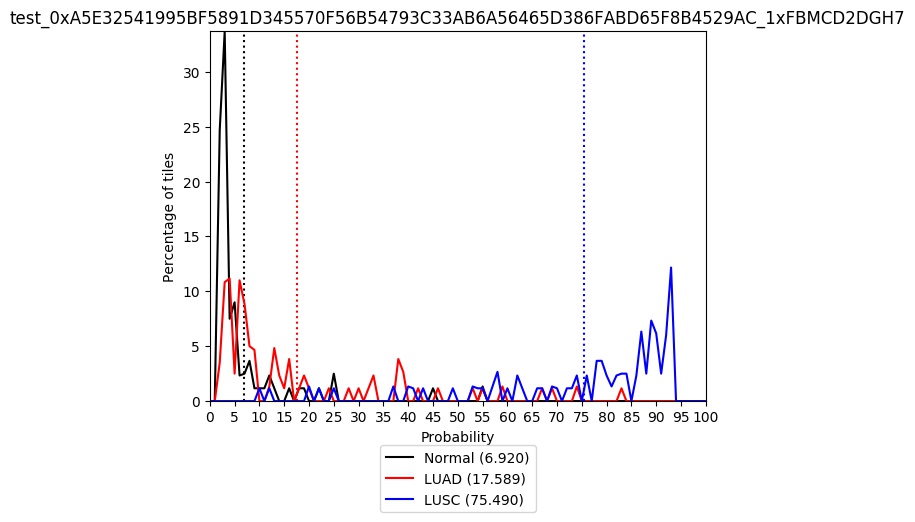 test_0xA5E32541995BF5891D345570F56B54793C33AB6A56465D386FABD65F8B4529AC_1xFBMCD2DGH7
Percentage of tiles
30
25
20
15
10
5
0
0 5 10 15 20 25 30 35 40 45 50 55 60 65 70 75 80 85 90 95 100
Probability
Normal (6.920)
LUAD (17.589)
LUSC (75.490)